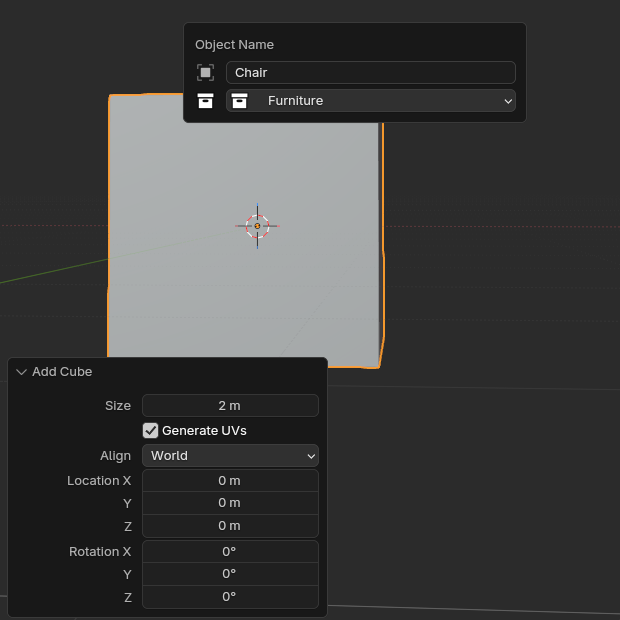 Object Name
Chair
Furniture
Add Cube
Size 2 m
Generate UVs
Align World
Location X 0 m
Y 0 m
Z 0 m
Rotation X 0°
Y 0°
Z 0°